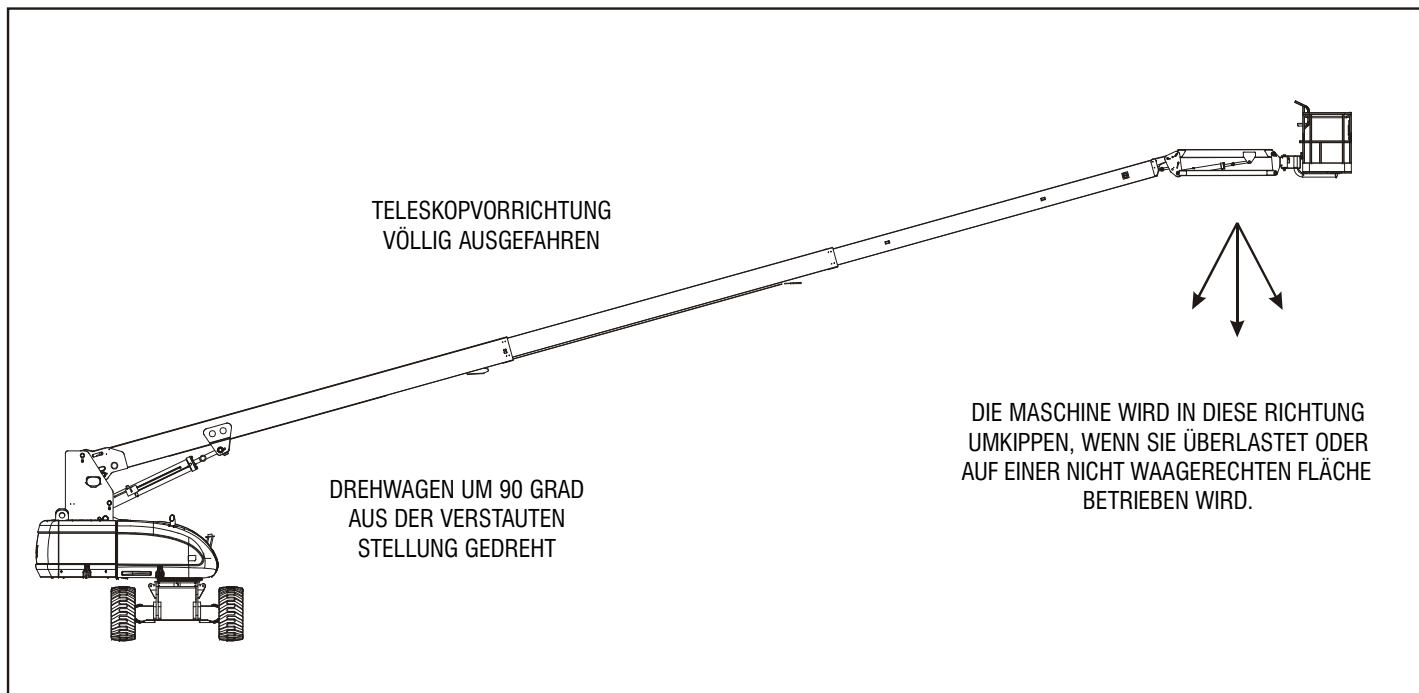 TELESKOPVORRICHTUNG
VÖLLIG AUSGEFAHREN
DREHWAGEN UM 90 GRAD
AUS DER VERSTAUTEN
STELLUNG GEDREHT
DIE MASCHINE WIRD IN DIESE RICHTUNG
UMKIPPEN, WENN SIE ÜBERLASTET ODER
AUF EINER NICHT WAAGERECHTEN FLÄCHE
BETRIEBEN WIRD.